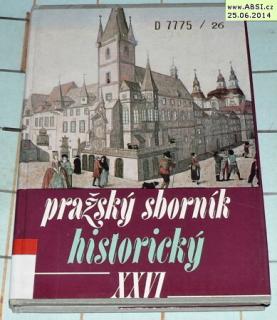 www.ABSI.cz
25.06.2014
D 7775 / 26
pražský sborník
historický
XXVI